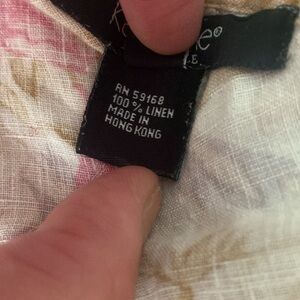 RN 59168
100% LINEN
MADE IN
HONG KONG